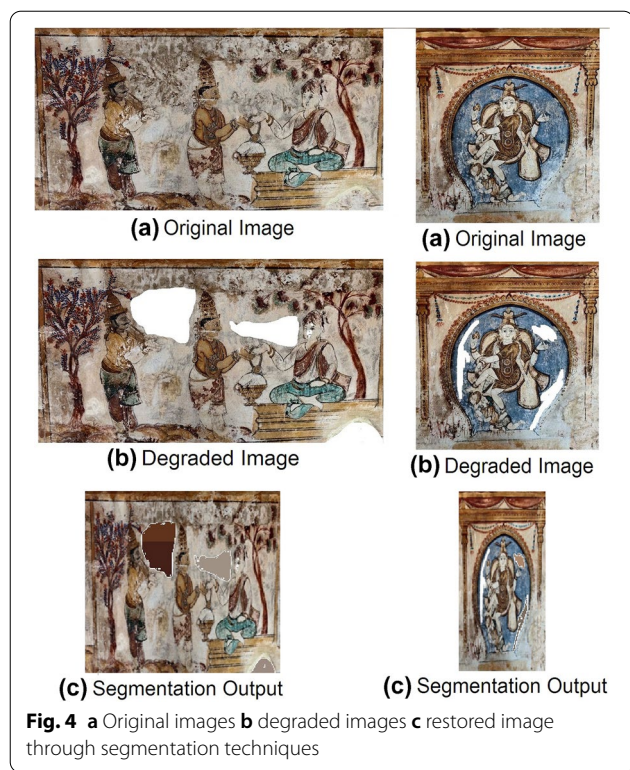 (a) Original Image
(a) Original Image
(b) Degraded Image
(b) Degraded Image
(c) Segmentation Output
(c) Segmentation Output
Fig. 4 a Original images b degraded images c restored image
through segmentation techniques